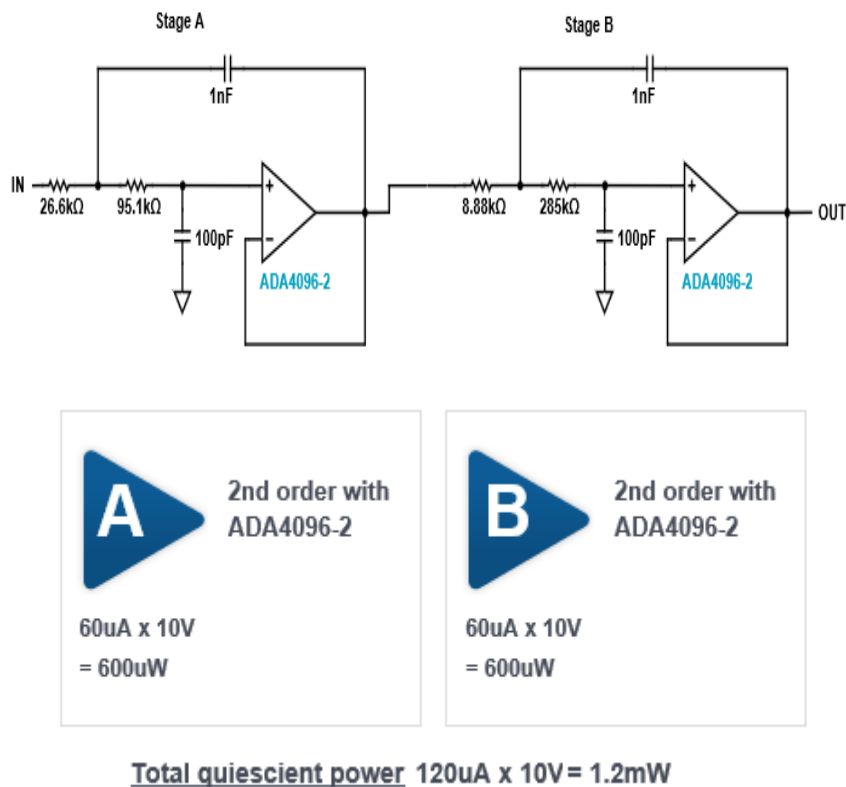 Stage A
Stage B
1nF
1nF
IN
26.6kΩ
95.1kΩ
+
-
100pF
ADA4096-2
8.88kΩ
285kΩ
+
-
100pF
ADA4096-2
OUT
A
2nd order with
ADA4096-2
60uA x 10V
= 600uW
B
2nd order with
ADA4096-2
60uA x 10V
= 600uW
Total quiescient power 120uA x 10V = 1.2mW